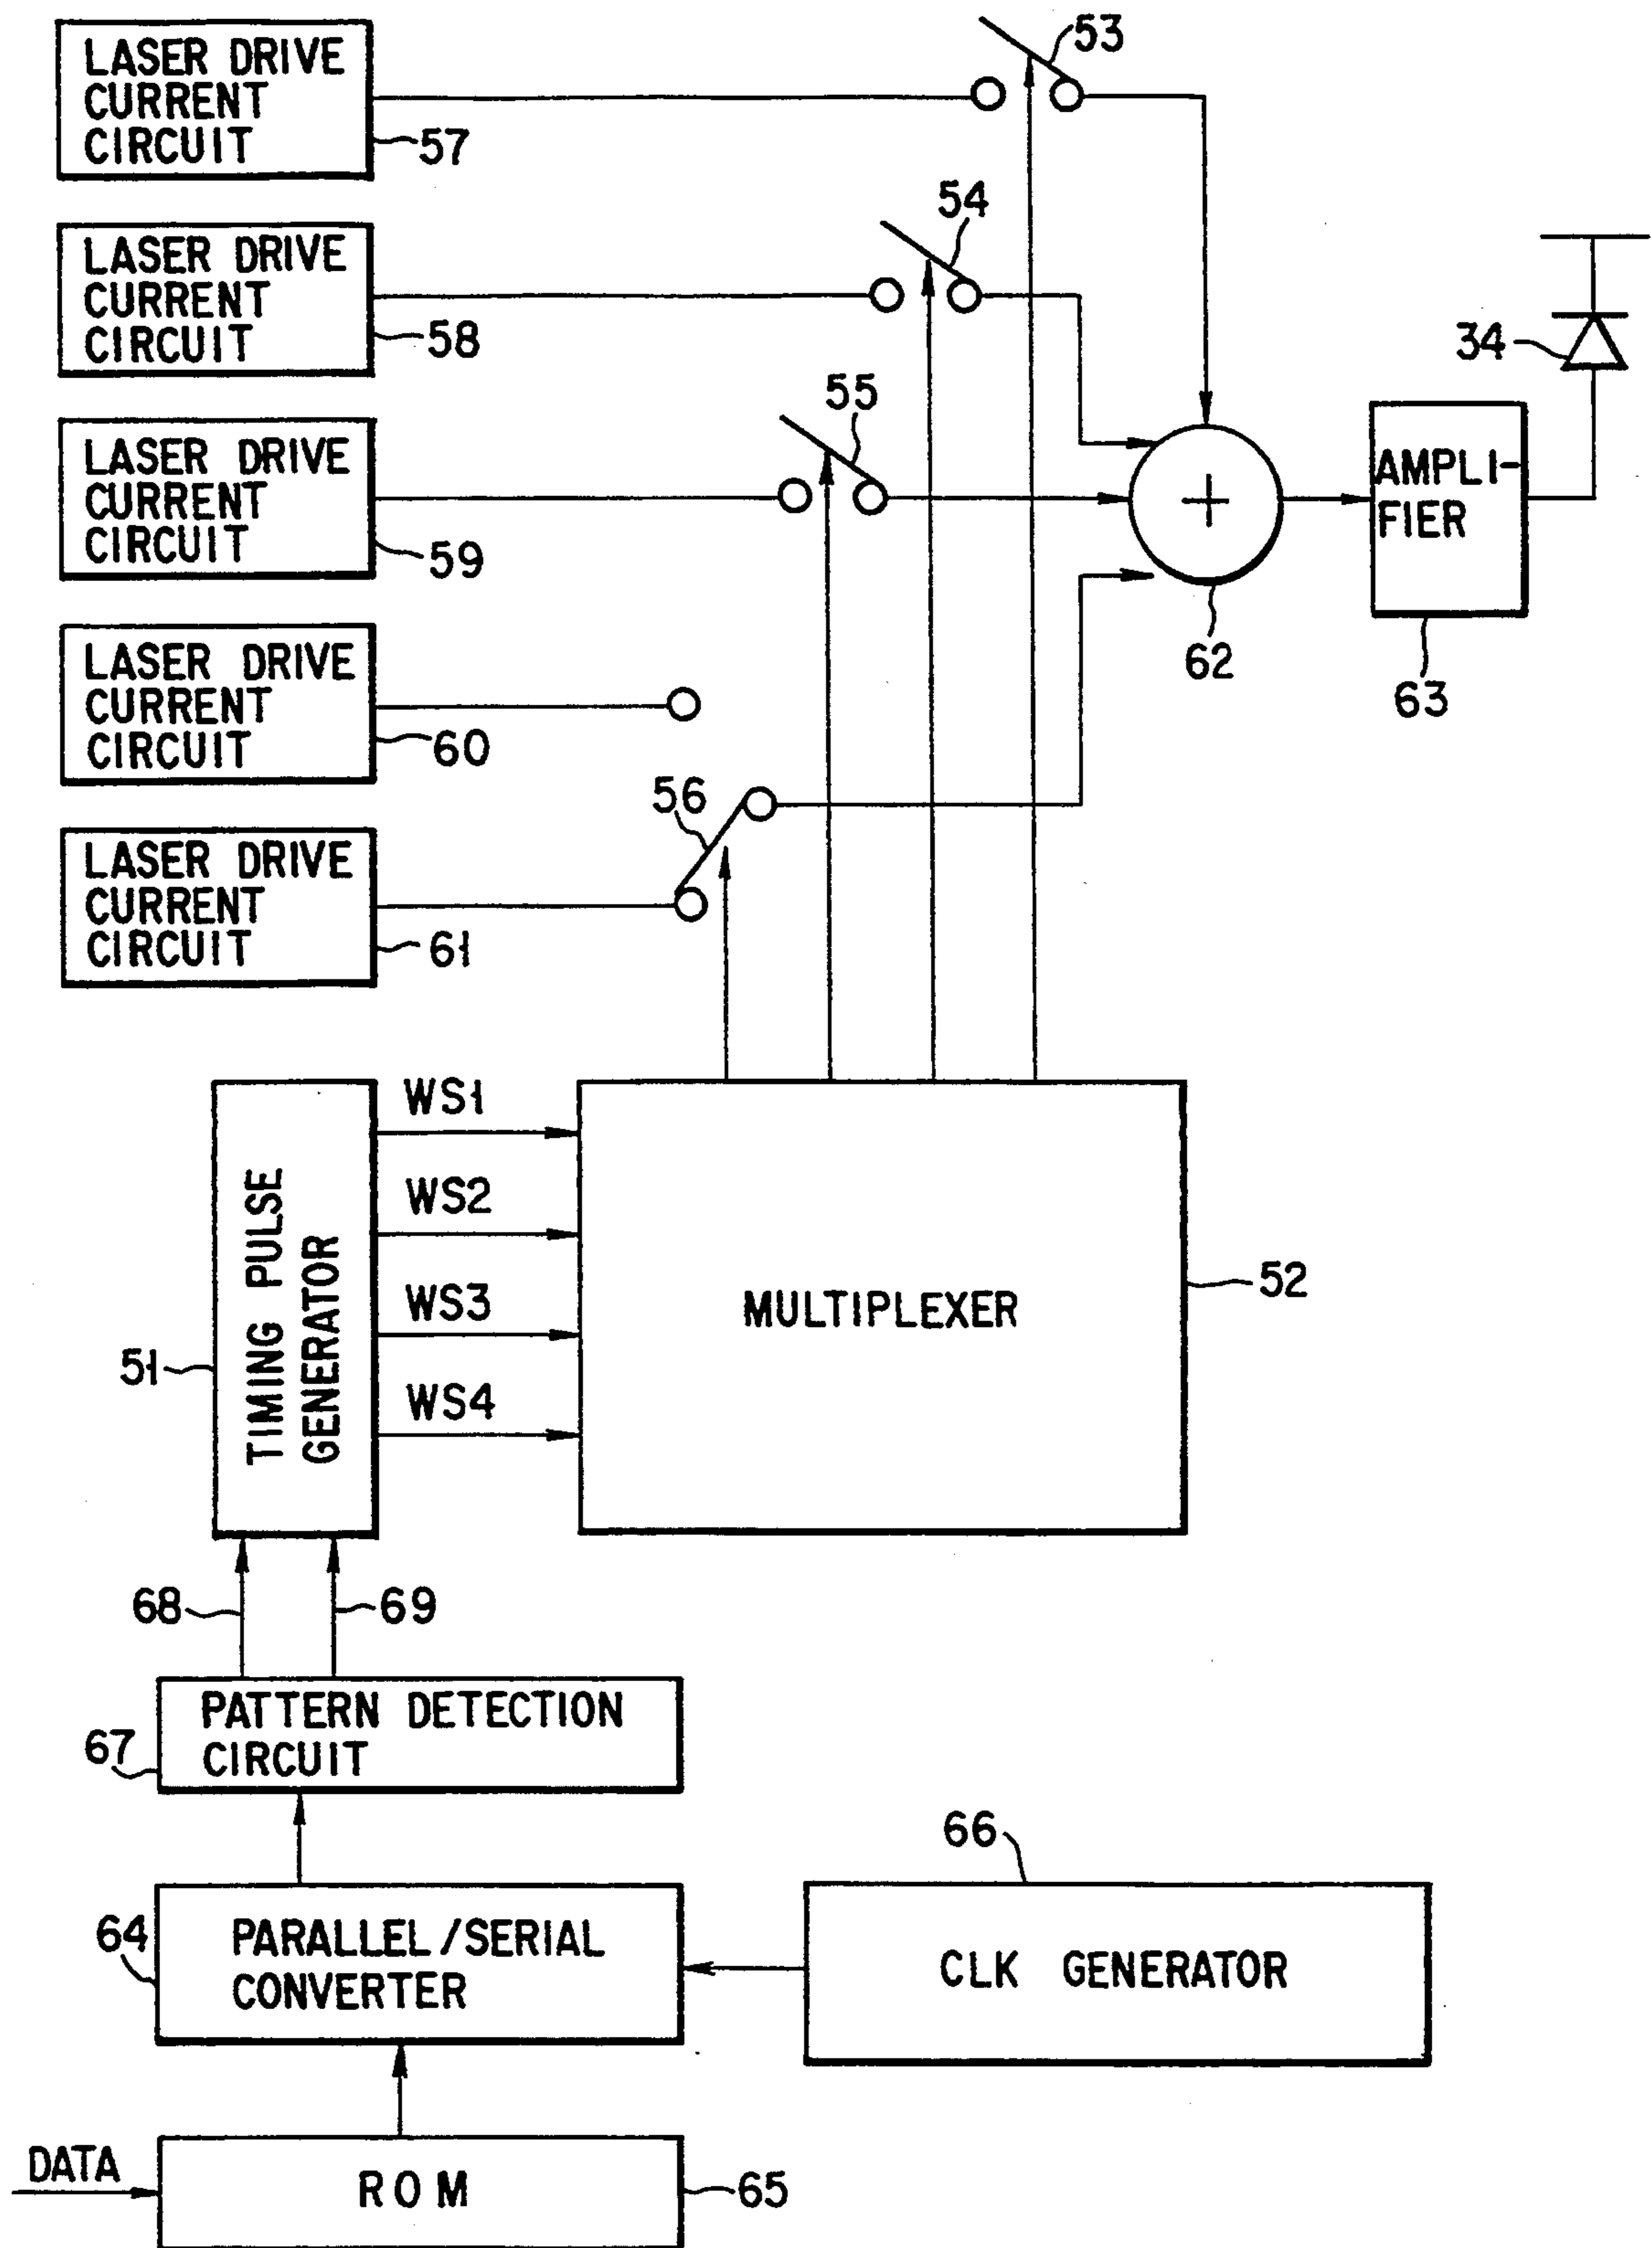 LASER DRIVE
CURRENT
CIRCUIT
57
53
LASER DRIVE
CURRENT
CIRCUIT
58
54
34
LASER DRIVE
CURRENT
CIRCUIT
59
55
+
62
AMPLI-
FIER
63
LASER DRIVE
CURRENT
CIRCUIT
60
56
LASER DRIVE
CURRENT
CIRCUIT
61
TIMING PULSE
GENERATOR
51
WS1
WS2
WS3
WS4
MULTIPLEXER
52
68
69
PATTERN DETECTION
CIRCUIT
67
66
64
PARALLEL/SERIAL
CONVERTER
CLK GENERATOR
DATA
ROM
65